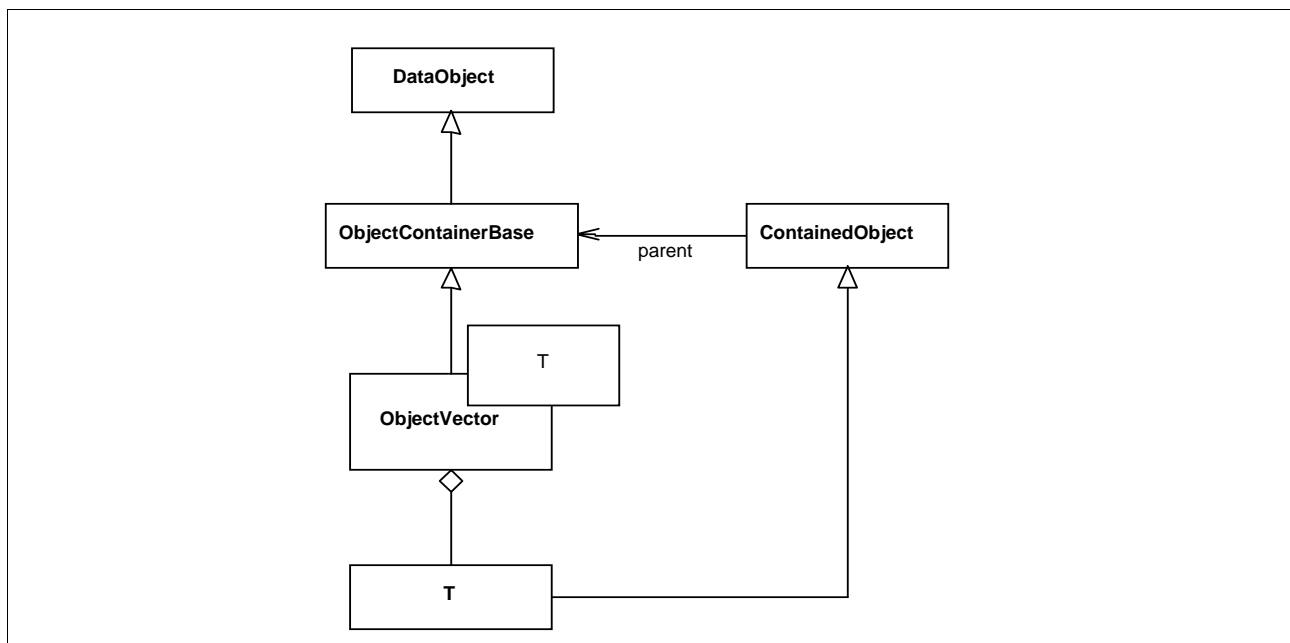 DataObject
ObjectContainerBase
ContainedObject
parent
T
ObjectVector
T